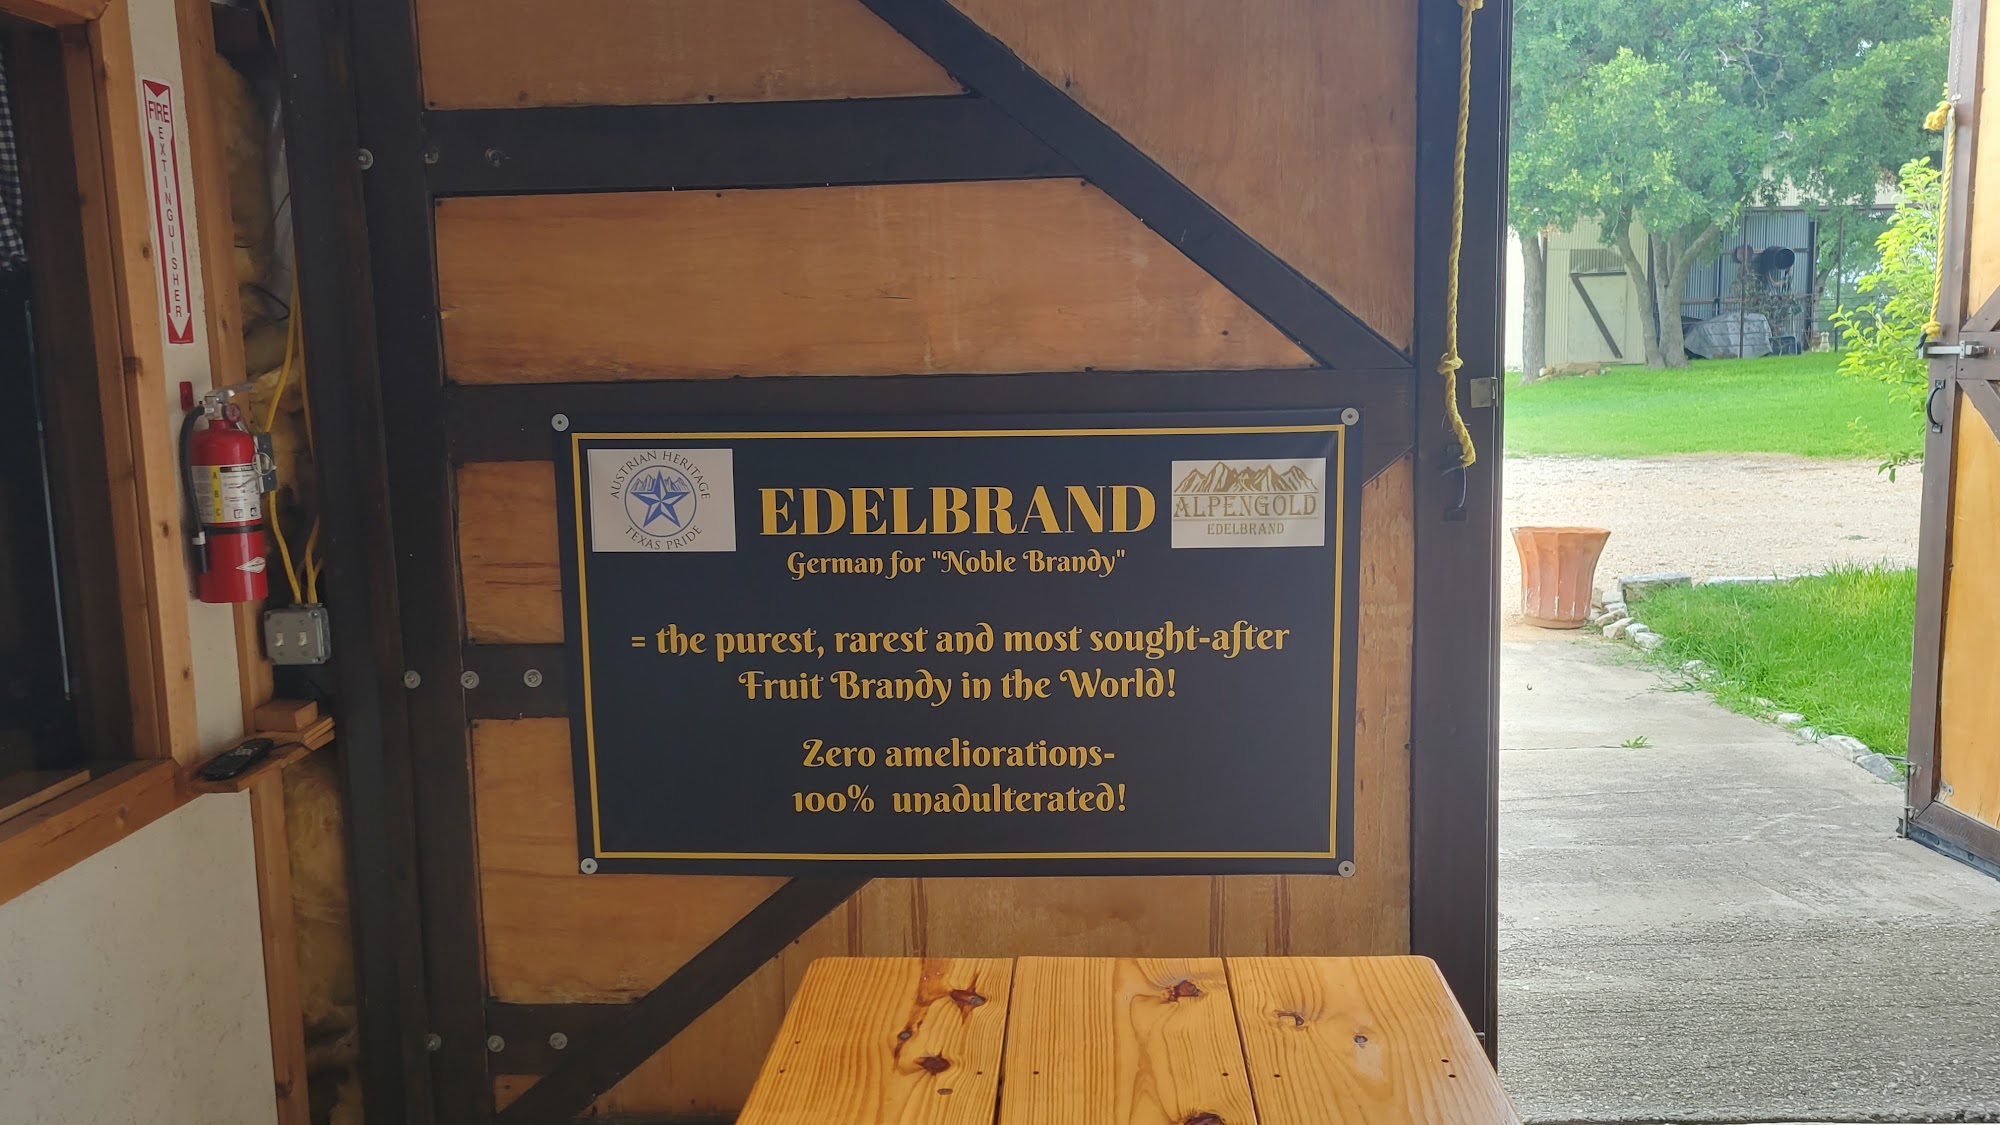 FIRE
EXTINGUISHER
AUSTRIAN HERITAGE
TEXAS PRIDE
EDELBRAND
German for "Noble Brandy"
ALPENGOLD
EDELBRAND
= the purest, rarest and most sought-after
Fruit Brandy in the World!
Zero ameliorations-
100% unadulterated!
A
B
C